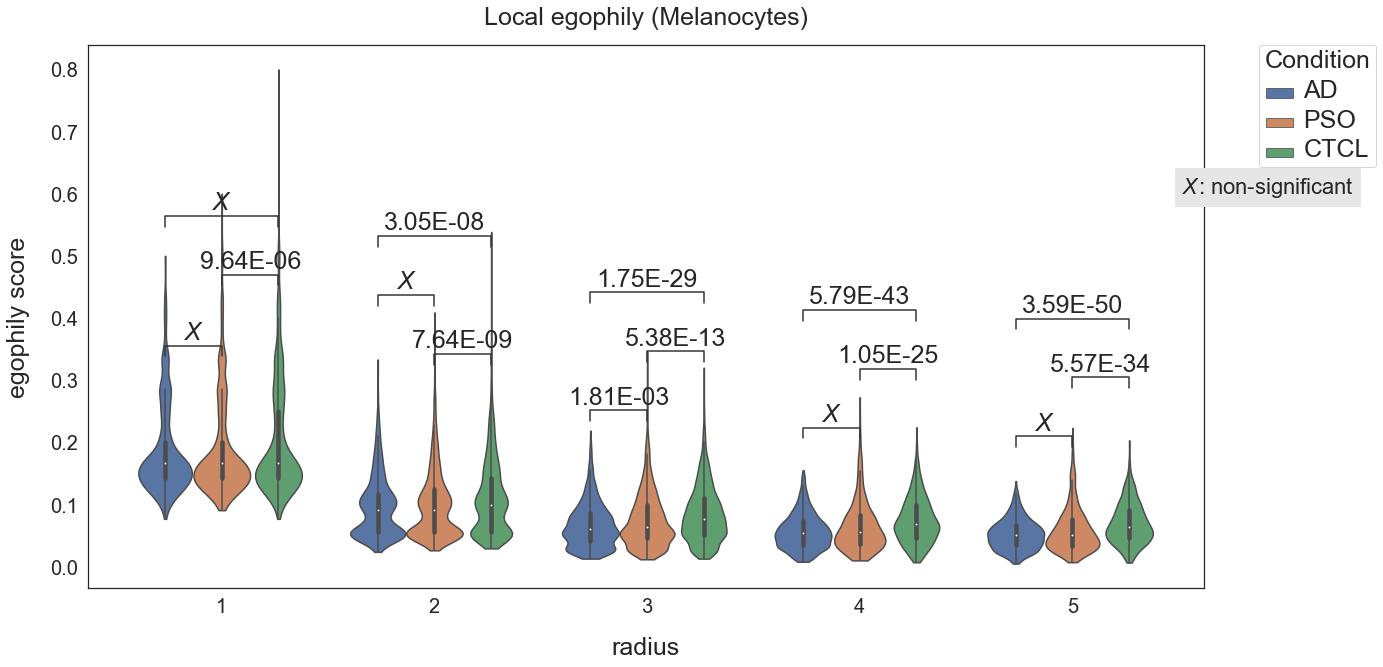 Local egophily (Melanocytes)
egophily score
0.8
0.7
0.6
0.5
0.4
0.3
0.2
0.1
0.0
X
9.64E-06
X
3.05E-08
X
7.64E-09
1.75E-29
5.38E-13
1.81E-03
5.79E-43
1.05E-25
X
3.59E-50
5.57E-34
X
1 2 3 4 5
radius
Condition
AD
PSO
CTCL
X: non-significant